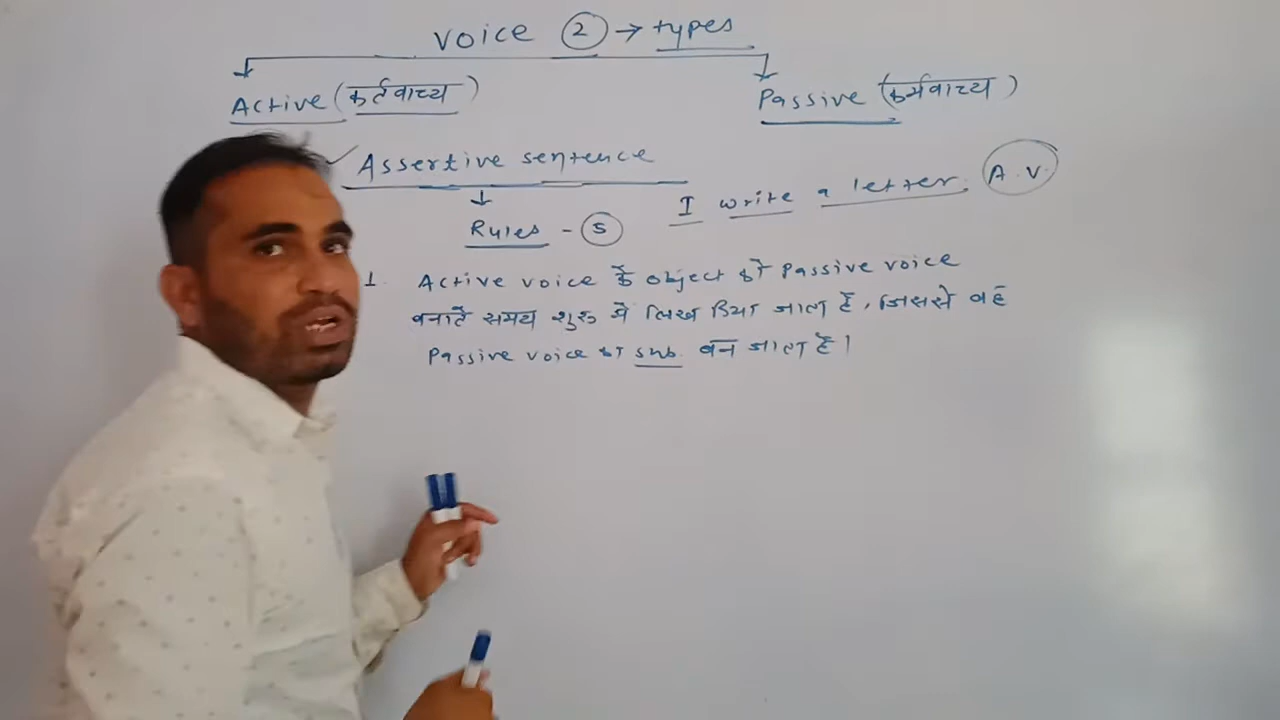 voice ② → types
Active (कर्तवाच्य)
Passive (कर्मवाच्य)
✓ Assertive sentence
I write a letter. A.V.
Rules - 5
1. Active voice के object को Passive voice
बनाते समय शुरु में लिख दिया जाता है, जिससे वह
Passive voice का sub. बन जाता है।